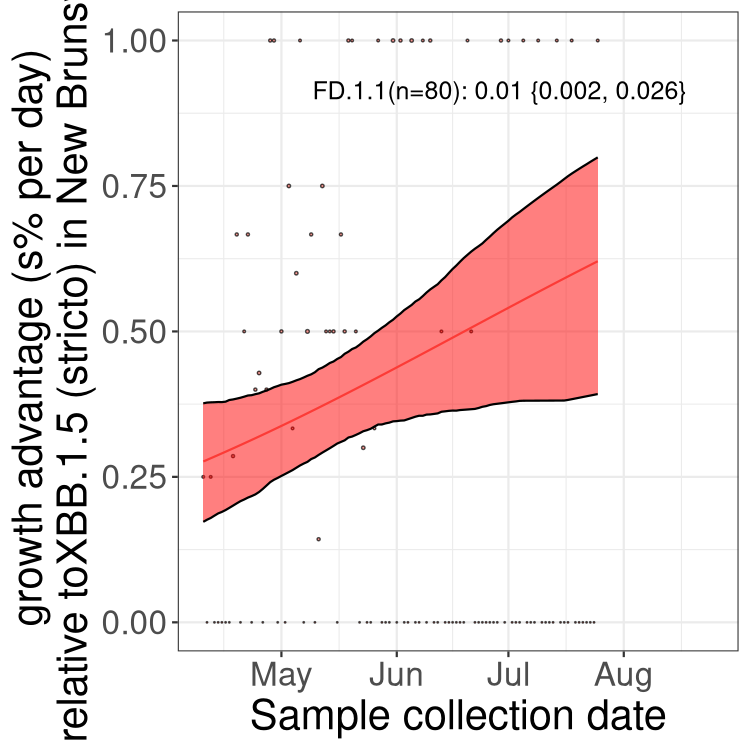 growth advantage (s% per day)
relative toXBB.1.5 (stricto) in New
1.00
0.75
0.50
0.25
0.00
FD.1.1(n=80): 0.01 {0.002, 0.026}
May Jun Jul Aug
Sample collection date